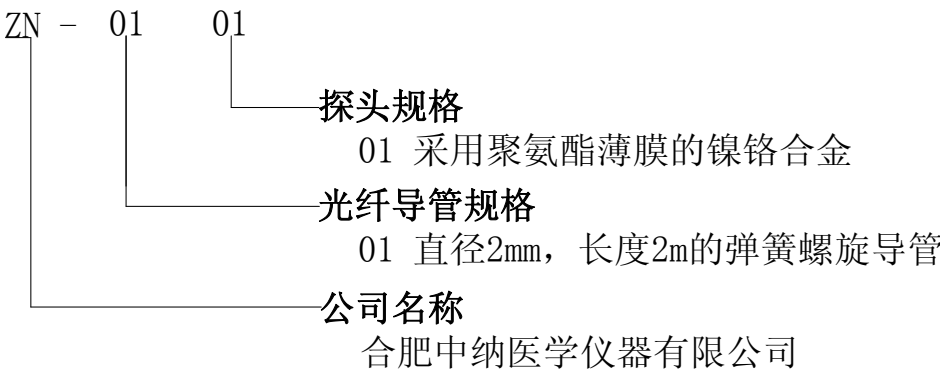 ZN - 01 01
探头规格
01 采用聚氨酯薄膜的镍铬合金
光纤导管规格
01 直径2mm，长度2m的弹簧螺旋导管
公司名称
合肥中纳医学仪器有限公司